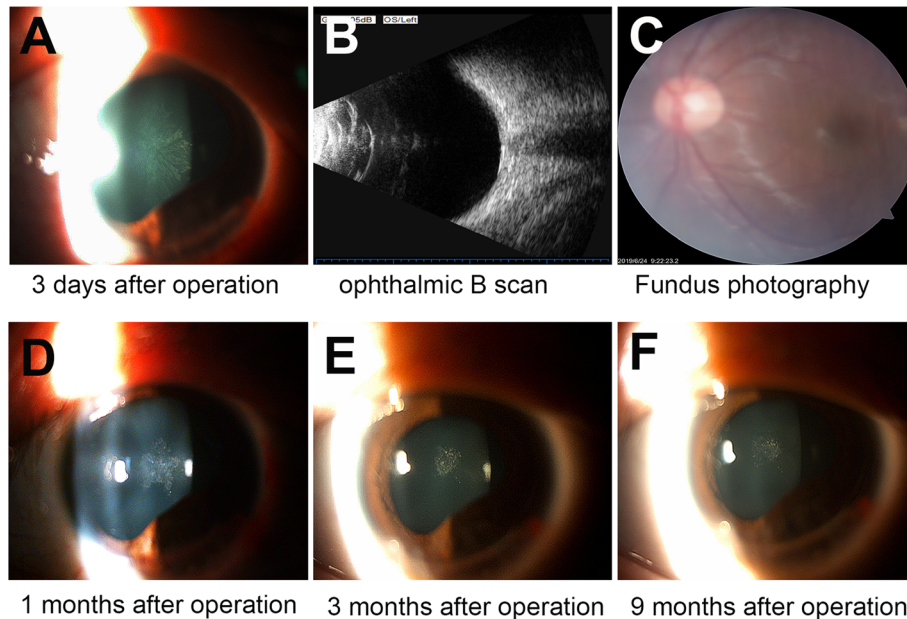 A
B
C
OS/Left
2019/6/24 9:22:23.2
3 days after operation
ophthalmic B scan
Fundus photography
D
E
F
1 months after operation
3 months after operation
9 months after operation